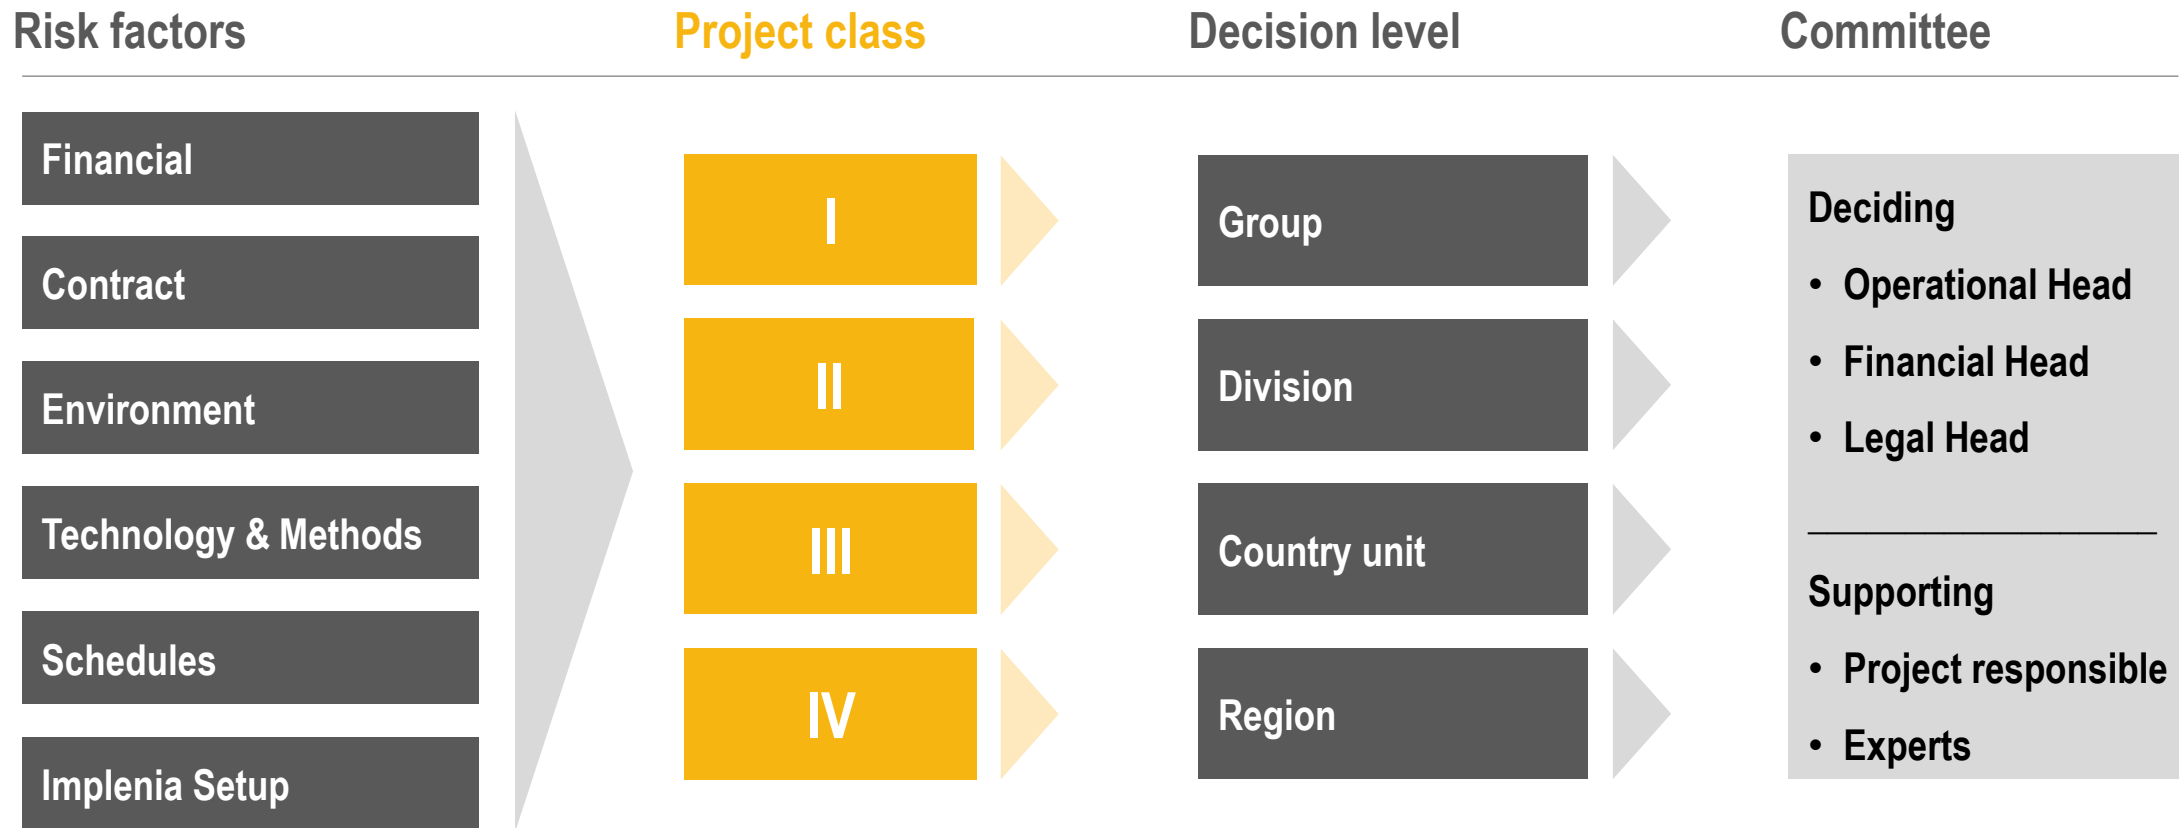 Risk factors
Project class
Decision level
Committee
Financial
Contract
Environment
Technology & Methods
Schedules
Implenia Setup
I
II
III
IV
Group
Division
Country unit
Region
Deciding
• Operational Head
• Financial Head
• Legal Head
Supporting
• Project responsible
• Experts